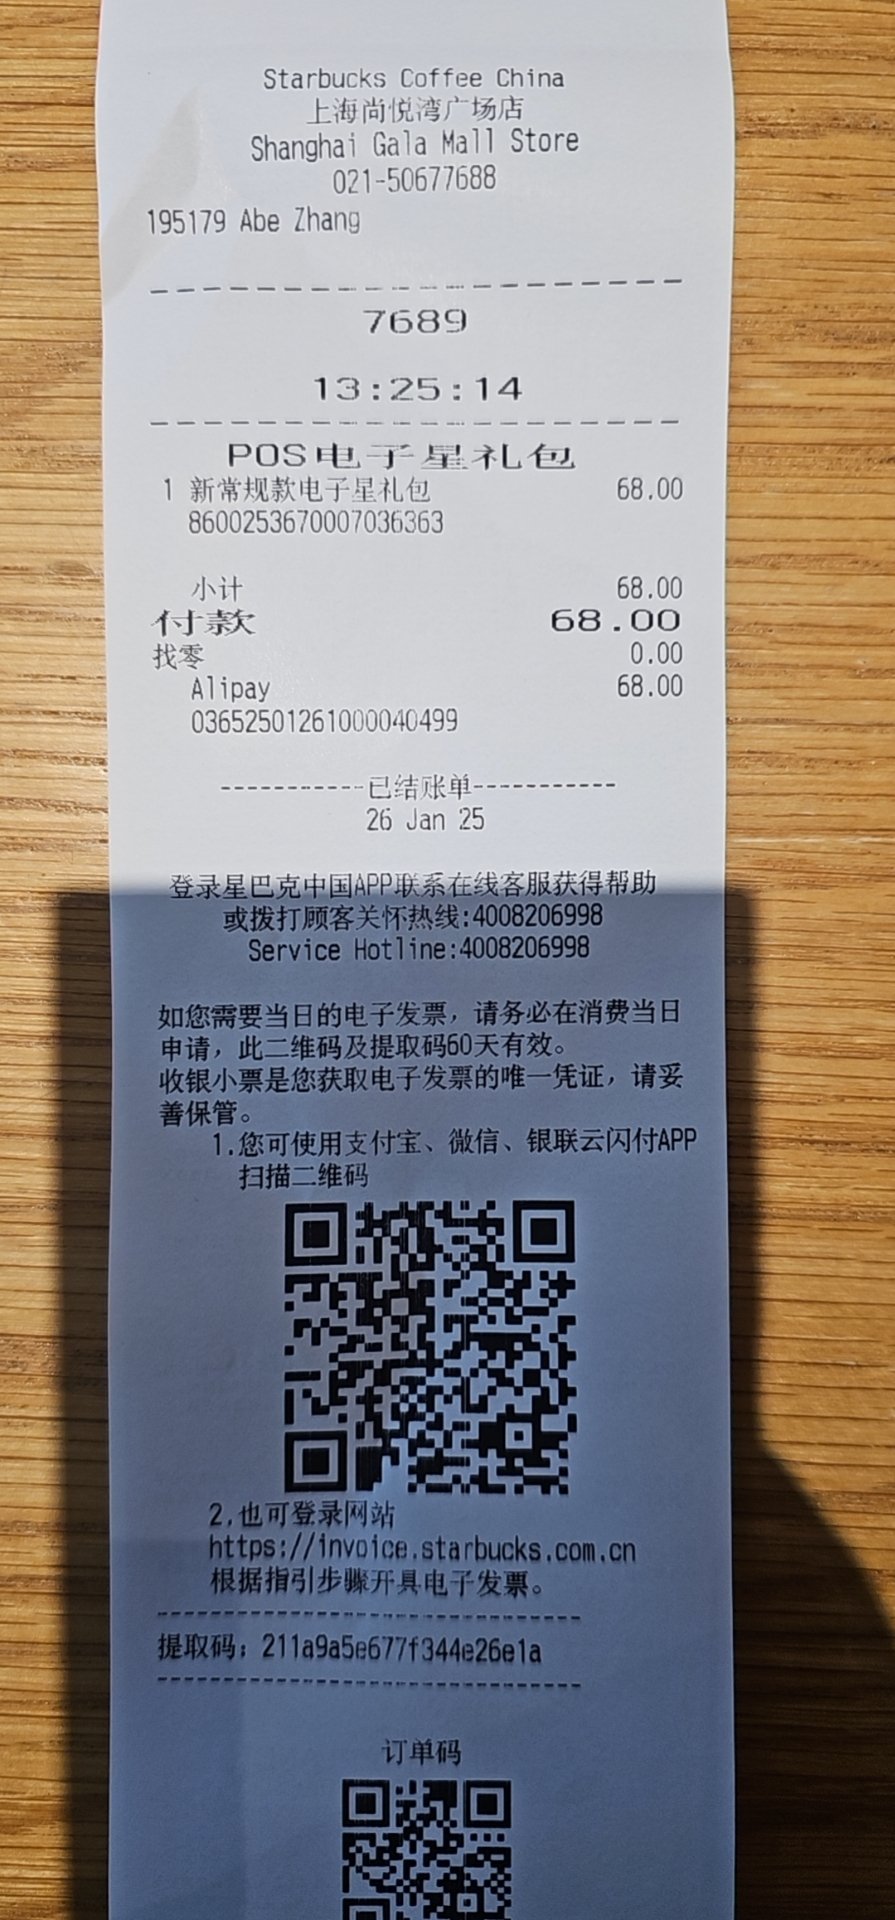 Starbucks Coffee China
上海尚悦湾广场店
Shanghai Gala Mall Store
021-50677688
195179 Abe Zhang
7689
13:25:14
POS电子星礼包
1 新常规款电子星礼包 68.00
8600253670007036363
小计 68.00
付款 68.00
找零 0.00
Alipay 68.00
03652501261000040499
-----------已结账单-----------
26 Jan 25
登录星巴克中国APP联系在线客服获得帮助
或拨打顾客关怀热线:4008206998
Service Hotline:4008206998
如您需要当日的电子发票，请务必在消费当日
申请，此二维码及提取码60天有效。
收银小票是您获取电子发票的唯一凭证，请妥
善保管。
1.您可使用支付宝、微信、银联云闪付APP
扫描二维码
2.也可登录网站
https://invoice.starbucks.com.cn
根据指引步骤开具电子发票。
提取码：211a9a5e677f344e26e1a
订单码